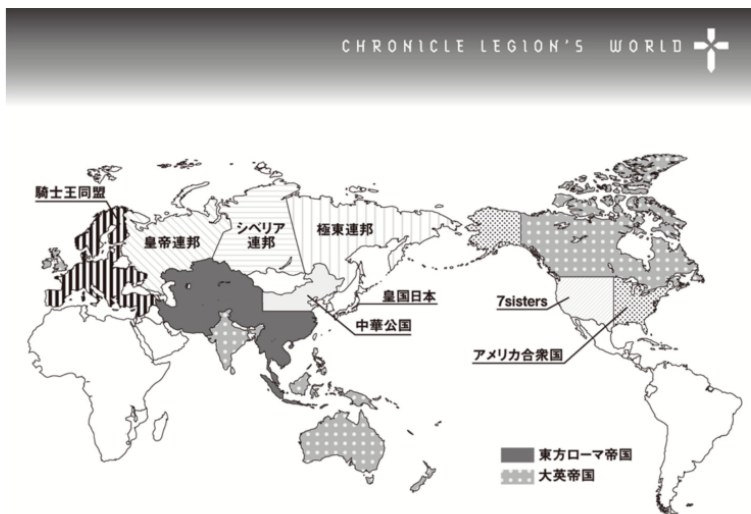 CHRONICLE LEGION'S WORLD
騎士王同盟
皇帝連邦
シベリア
連邦
極東連邦
皇国日本
中華公国
7sisters
アメリカ合衆国
東方ローマ帝国
大英帝国